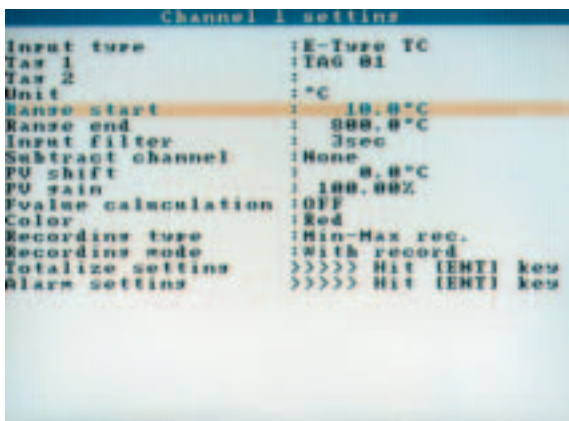 Channel 1 setting
Input type :E-Type TC
Tag 1 :TAG 01
Tag 2 :
Unit :°C
Range start : 10.0°C
Range end : 800.0°C
Input filter : 3sec
Subtract channel :None
PV shift : 0.0°C
PV gain : 100.00%
Fvalue caluculation :OFF
Color :Red
Recording type :Min-Max rec.
Recording mode :With record
Totalize setting >>>>> Hit [ENT] key
Alarm setting >>>>> Hit [ENT] key